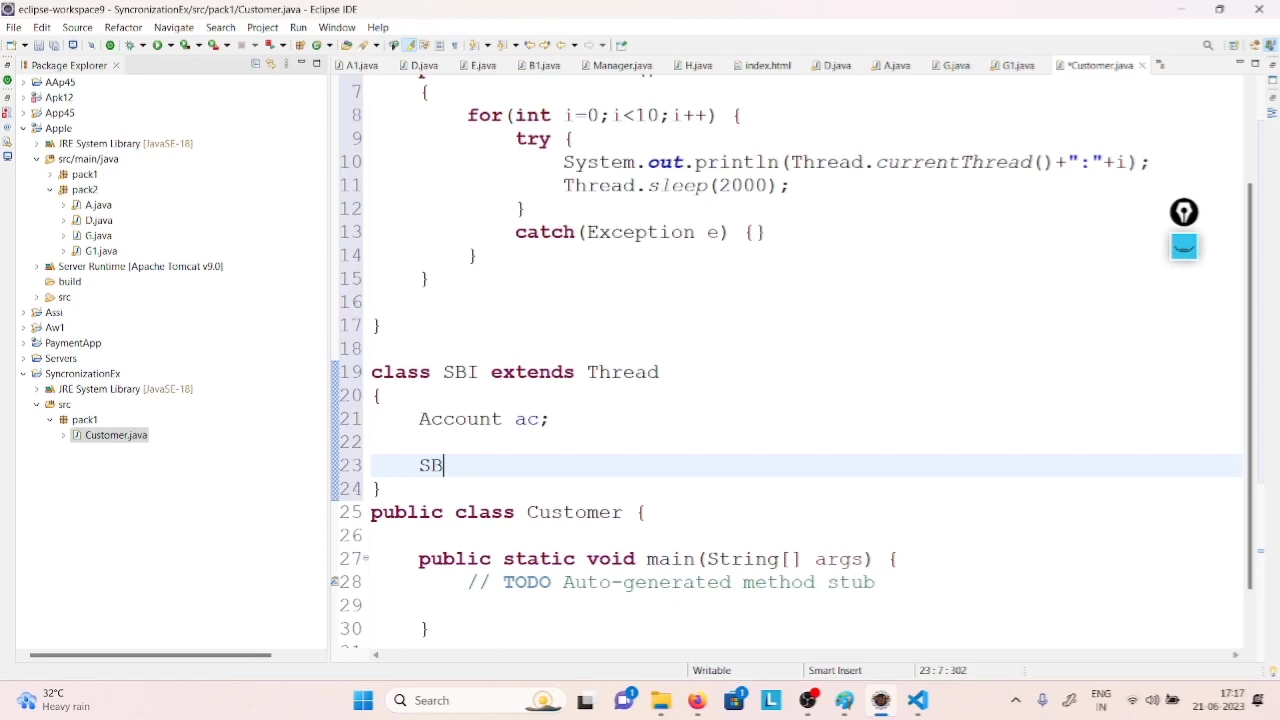 eclipse-workspace9 - SyncronizationEx/src/pack1/Customer.java - Eclipse IDE
File Edit Source Refactor Navigate Search Project Run Window Help
Package Explorer
A1.java D.java E.java B1.java Manager.java H.java index.html D.java A.java G.java G1.java *Customer.java
AAp45
Apk12
App45
Apple
JRE System Library [JavaSE-18]
src/main/java
pack1
pack2
A.java
D.java
G.java
G1.java
Server Runtime [Apache Tomcat v9.0]
build
src
Assi
Aw1
PaymentApp
Servers
SyncronizationEx
JRE System Library [JavaSE-18]
src
pack1
Customer.java
7 {
8 for(int i=0;i<10;i++) {
9 try {
10 System.out.println(Thread.currentThread()+":"+i);
11 Thread.sleep(2000);
12 }
13 catch(Exception e) {}
14 }
15 }
16
17 }
18
19 class SBI extends Thread
20 {
21 Account ac;
22
23 SB
24 }
25 public class Customer {
26
27 public static void main(String[] args) {
28 // TODO Auto-generated method stub
29
30 }
Writable Smart Insert 23:7:302
32°C
Heavy rain
Search
ENG
IN
17:17
21-06-2023